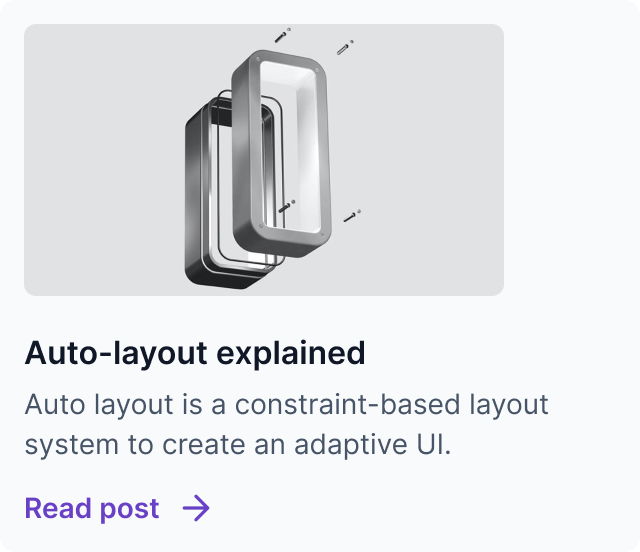 Auto-layout explained
Auto layout is a constraint-based layout
system to create an adaptive UI.
Read post